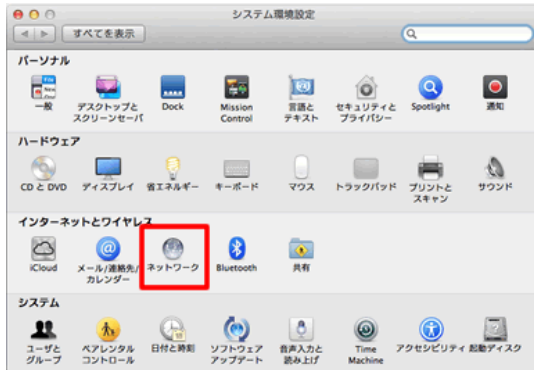 システム環境設定
すべてを表示
パーソナル
一般
デスクトップと
スクリーンセーバ
Dock
Mission
Control
言語と
テキスト
セキュリティと
プライバシー
Spotlight
通知
ハードウェア
CD と DVD
ディスプレイ
省エネルギー
キーボード
マウス
トラックパッド
プリントと
スキャン
サウンド
インターネットとワイヤレス
iCloud
メール/連絡先/
カレンダー
ネットワーク
Bluetooth
共有
システム
ユーザと
グループ
ペアレンタル
コントロール
日付と時刻
ソフトウェア
アップデート
音声入力と
読み上げ
Time
Machine
アクセシビリティ
起動ディスク